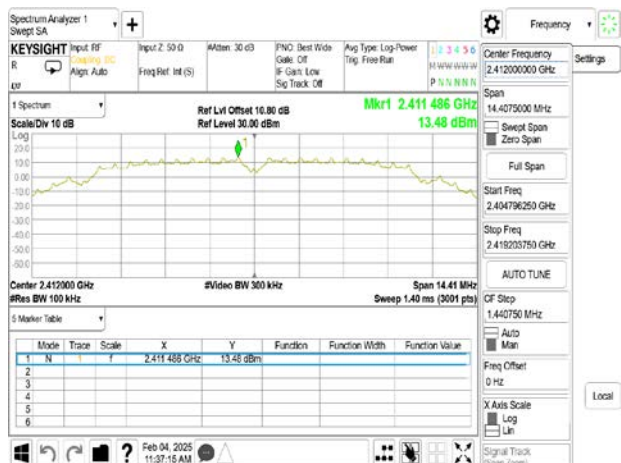 Spectrum Analyzer 1
Swept SA
Frequency
KEYSIGHT
R
Input: RF
Coupling: DC
Align: Auto
Input Z: 50 Ω
Freq Ref: Int (S)
#Atten: 30 dB
PNO: Best Wide
Gate: Off
IF Gain: Low
Sig Track: Off
Avg Type: Log-Power
Trig: Free Run
1 2 3 4 5 6
M W W W W W
P N N N N N
Center Frequency
2.412000000 GHz
Settings
Span
14.4075000 MHz
Swept Span
Zero Span
Full Span
Start Freq
2.404796250 GHz
Stop Freq
2.419203750 GHz
AUTO TUNE
CF Step
1.440750 MHz
Auto
Man
Freq Offset
0 Hz
X Axis Scale
Log
Lin
Signal Track
Local
1 Spectrum
Scale/Div 10 dB
Ref Lvl Offset 10.80 dB
Ref Level 30.00 dBm
Mkr1 2.411 486 GHz
13.48 dBm
Log
20.0
10.0
0.00
-10.0
-20.0
-30.0
-40.0
-50.0
-60.0
1
Center 2.412000 GHz
#Res BW 100 kHz
#Video BW 300 kHz
Span 14.41 MHz
Sweep 1.40 ms (3001 pts)
5 Marker Table
Mode Trace Scale X Y Function Function Width Function Value
1 N 1 f 2.411 486 GHz 13.48 dBm
2
3
4
5
6
?
Feb 04, 2025
11:37:15 AM